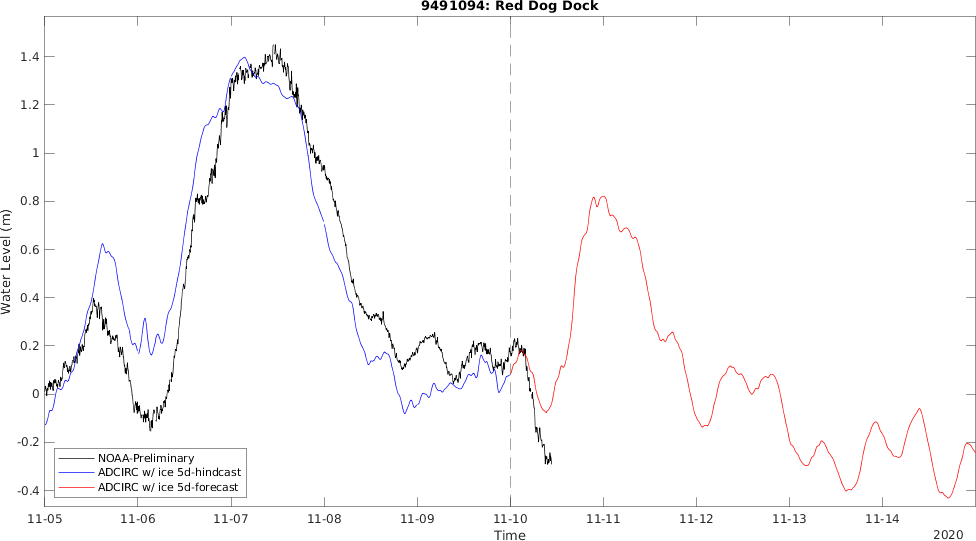 9491094: Red Dog Dock
Water Level (m)
1.4
1.2
1
0.8
0.6
0.4
0.2
0
-0.2
-0.4
NOAA-Preliminary
ADCIRC w/ ice 5d-hindcast
ADCIRC w/ ice 5d-forecast
11-05 11-06 11-07 11-08 11-09 11-10 11-11 11-12 11-13 11-14
Time
2020